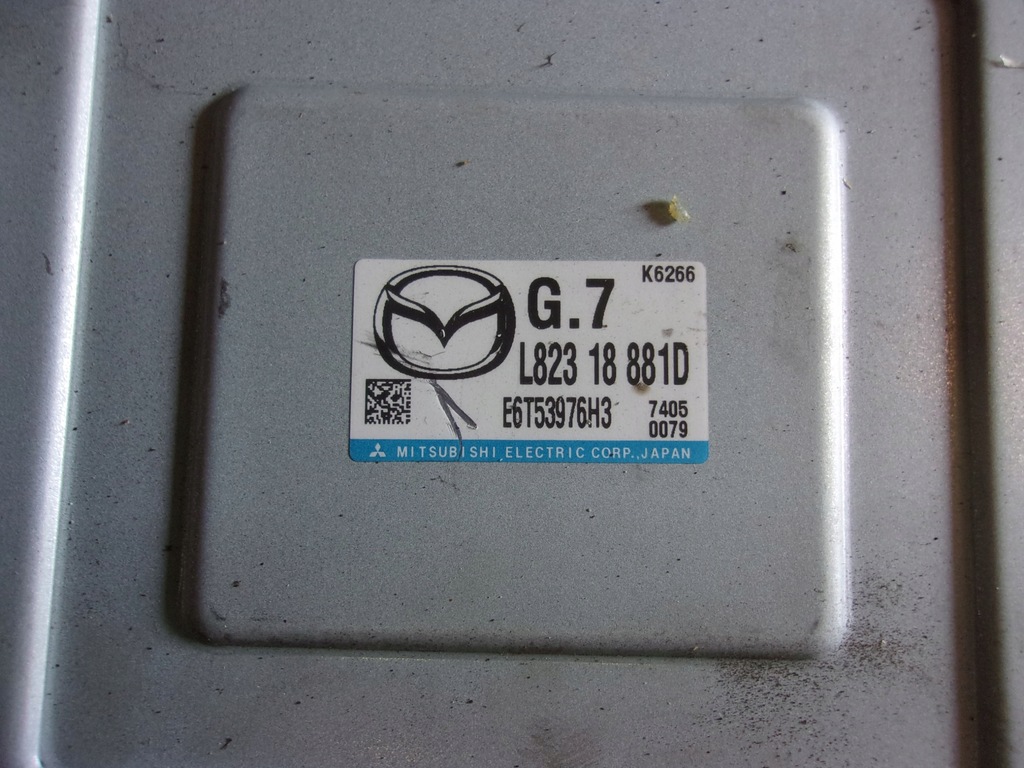 K6266
G.7
L823 18 881D
E6T53976H3
7405
0079
MITSUBISHI ELECTRIC CORP.,JAPAN